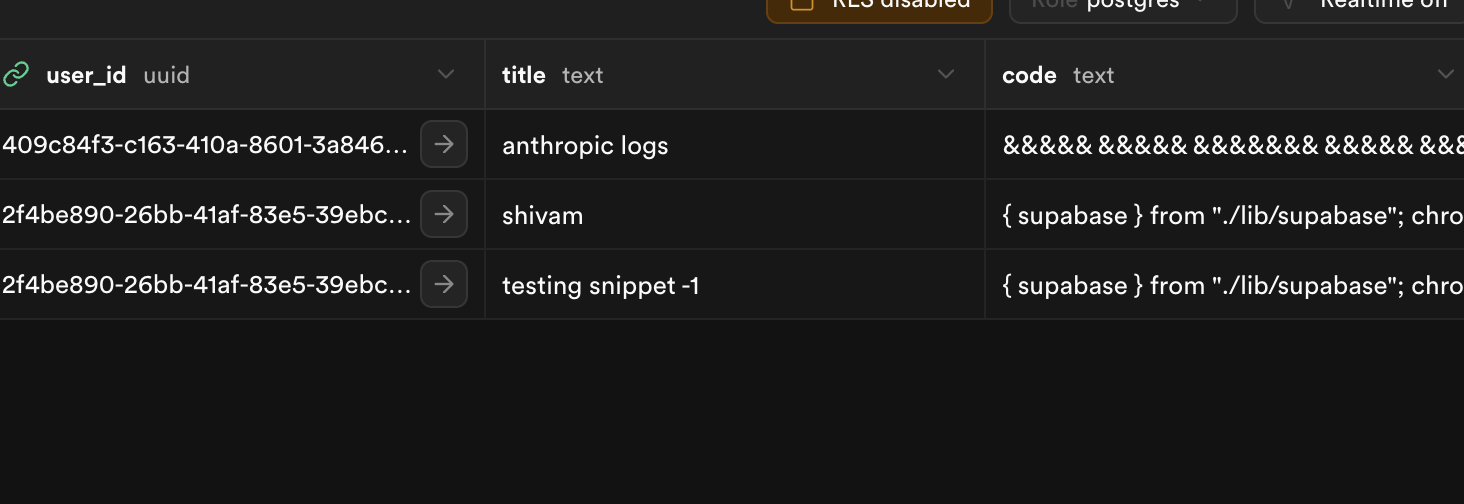 RLS disabled Role postgres Realtime on
user_id uuid title text code text
409c84f3-c163-410a-8601-3a846... anthropic logs &&&&& &&&&& &&&&&&& &&&&& &&&
2f4be890-26bb-41af-83e5-39ebc... shivam { supabase } from "./lib/supabase"; chro
2f4be890-26bb-41af-83e5-39ebc... testing snippet -1 { supabase } from "./lib/supabase"; chro